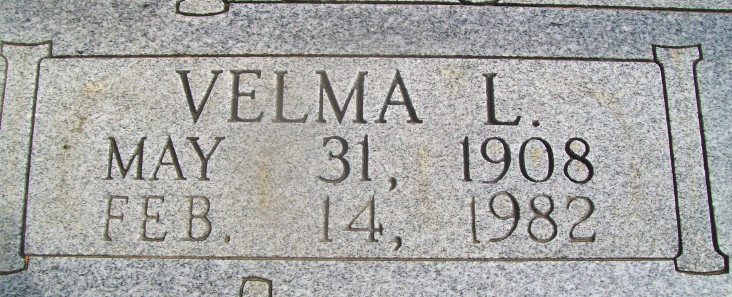 VELMA L.
MAY 31, 1908
FEB. 14, 1982